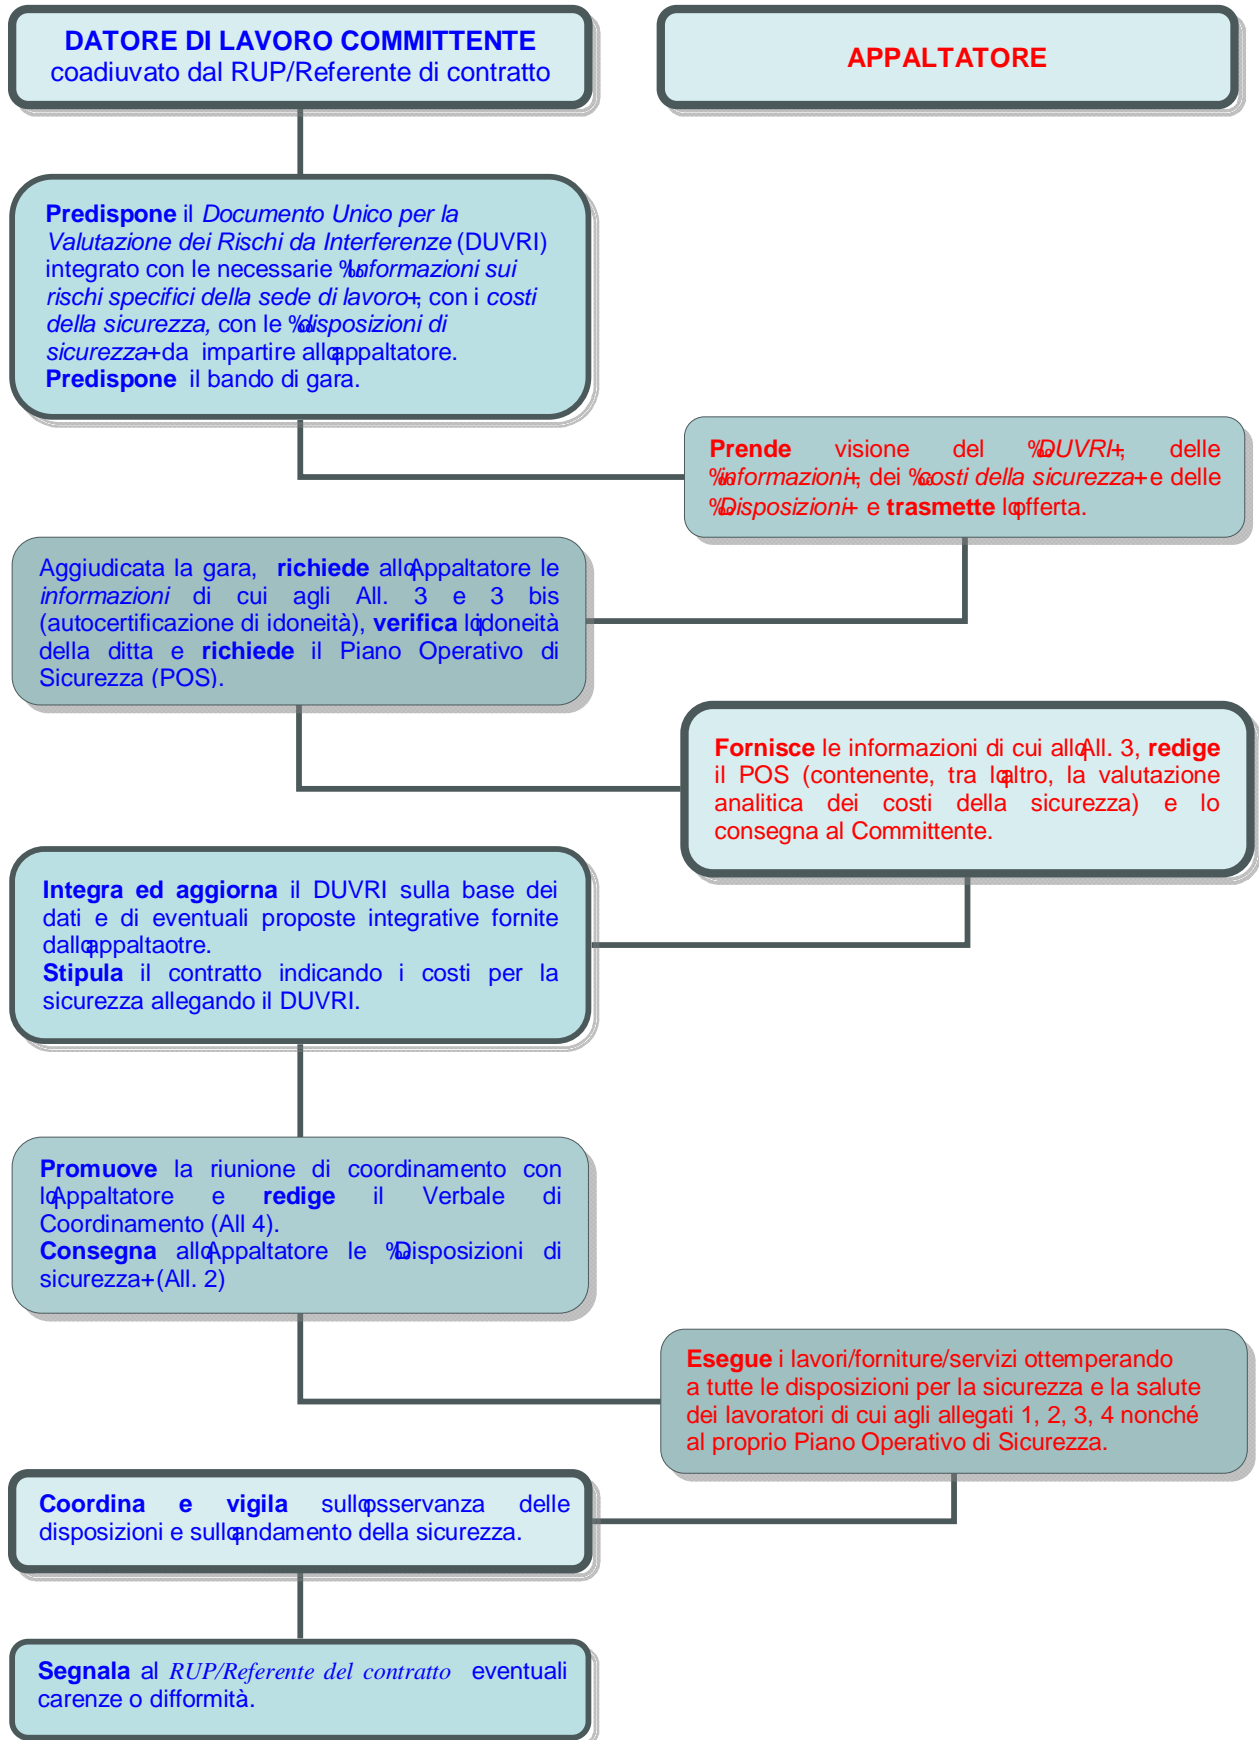 DATORE DI LAVORO COMMITTENTE
coadiuvato dal RUP/Referente di contratto
APPALTATORE
Predispone il Documento Unico per la
Valutazione dei Rischi da Interferenze (DUVRI)
integrato con le necessarie ‰Informazioni sui
rischi specifici della sede di lavoro+, con i costi
della sicurezza, con le ‰disposizioni di
sicurezza+ da impartire allqappaltatore.
Predispone il bando di gara.
Prende visione del ‰DUVRI+, delle
‰informazioni+, dei ‰costi della sicurezza+ e delle
‰Disposizioni+ e trasmette lqofferta.
Aggiudicata la gara, richiede allqAppaltatore le
informazioni di cui agli All. 3 e 3 bis
(autocertificazione di idoneità), verifica lqidoneità
della ditta e richiede il Piano Operativo di
Sicurezza (POS).
Fornisce le informazioni di cui allqAll. 3, redige
il POS (contenente, tra lqaltro, la valutazione
analitica dei costi della sicurezza) e lo
consegna al Committente.
Integra ed aggiorna il DUVRI sulla base dei
dati e di eventuali proposte integrative fornite
dallqappaltaotre.
Stipula il contratto indicando i costi per la
sicurezza allegando il DUVRI.
Promuove la riunione di coordinamento con
lqAppaltatore e redige il Verbale di
Coordinamento (All 4).
Consegna allqAppaltatore le ‰Disposizioni di
sicurezza+ (All. 2)
Esegue i lavori/forniture/servizi ottemperando
a tutte le disposizioni per la sicurezza e la salute
dei lavoratori di cui agli allegati 1, 2, 3, 4 nonché
al proprio Piano Operativo di Sicurezza.
Coordina e vigila sullqosservanza delle
disposizioni e sullqandamento della sicurezza.
Segnala al RUP/Referente del contratto eventuali
carenze o difformità.